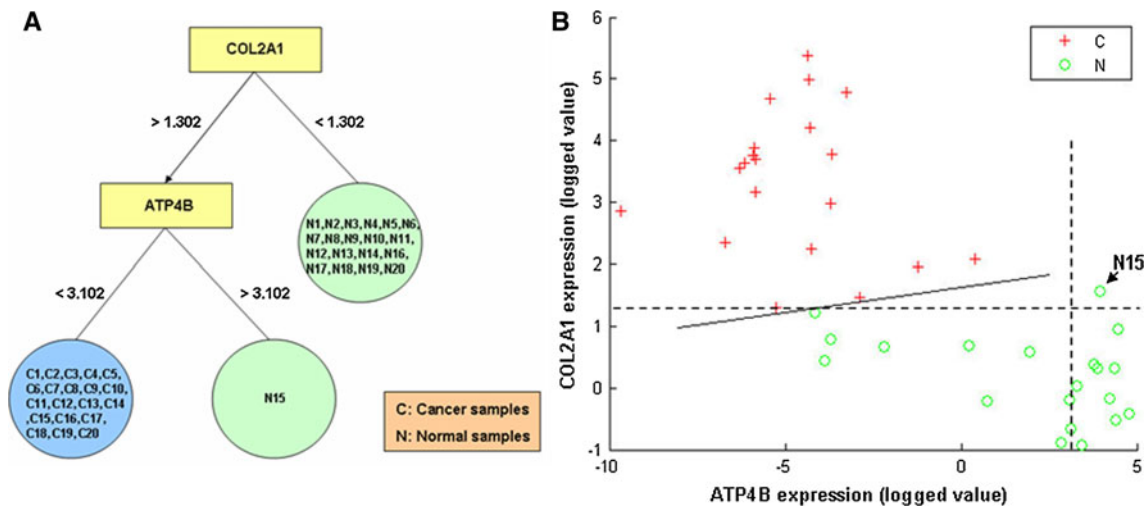 A
COL2A1
> 1.302
< 1.302
ATP4B
N1,N2,N3,N4,N5,N6,
N7,N8,N9,N10,N11,
N12,N13,N14,N16,
N17,N18,N19,N20
< 3.102
> 3.102
C1,C2,C3,C4,C5,
C6,C7,C8,C9,C10,
C11,C12,C13,C14
,C15,C16,C17,
C18,C19,C20
N15
C: Cancer samples
N: Normal samples
B
COL2A1 expression (logged value)
6
5
4
3
2
1
0
-1
C
N
N15
-10
-5
0
5
ATP4B expression (logged value)